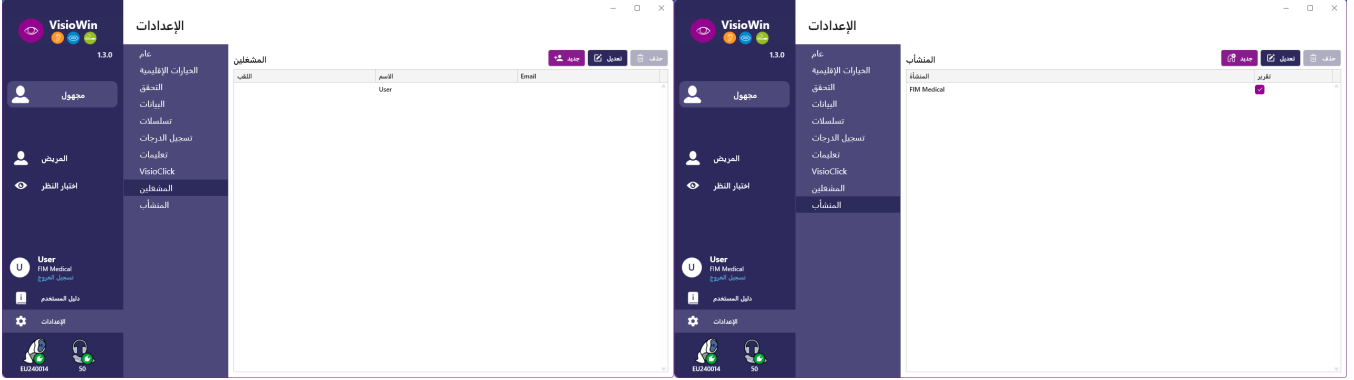 VisioWin
الإعدادات
1.3.0
مجهول
المريض
اختبار النظر
User
FIM Medical
تسجيل الخروج
دليل المستخدم
الإعدادات
EU240014
50
عام
الخيارات الإقليمية
التحقق
البيانات
تسلسلات
تسجيل الدرجات
تعليمات
VisioClick
المشغلين
المنشأب
المشغلين
جديد
تعديل
حذف
اللقب
الاسم
Email
User
VisioWin
الإعدادات
1.3.0
مجهول
المريض
اختبار النظر
User
FIM Medical
تسجيل الخروج
دليل المستخدم
الإعدادات
EU240014
50
عام
الخيارات الإقليمية
التحقق
البيانات
تسلسلات
تسجيل الدرجات
تعليمات
VisioClick
المشغلين
المنشأب
المنشأب
جديد
تعديل
حذف
المنشأة
تقرير
FIM Medical